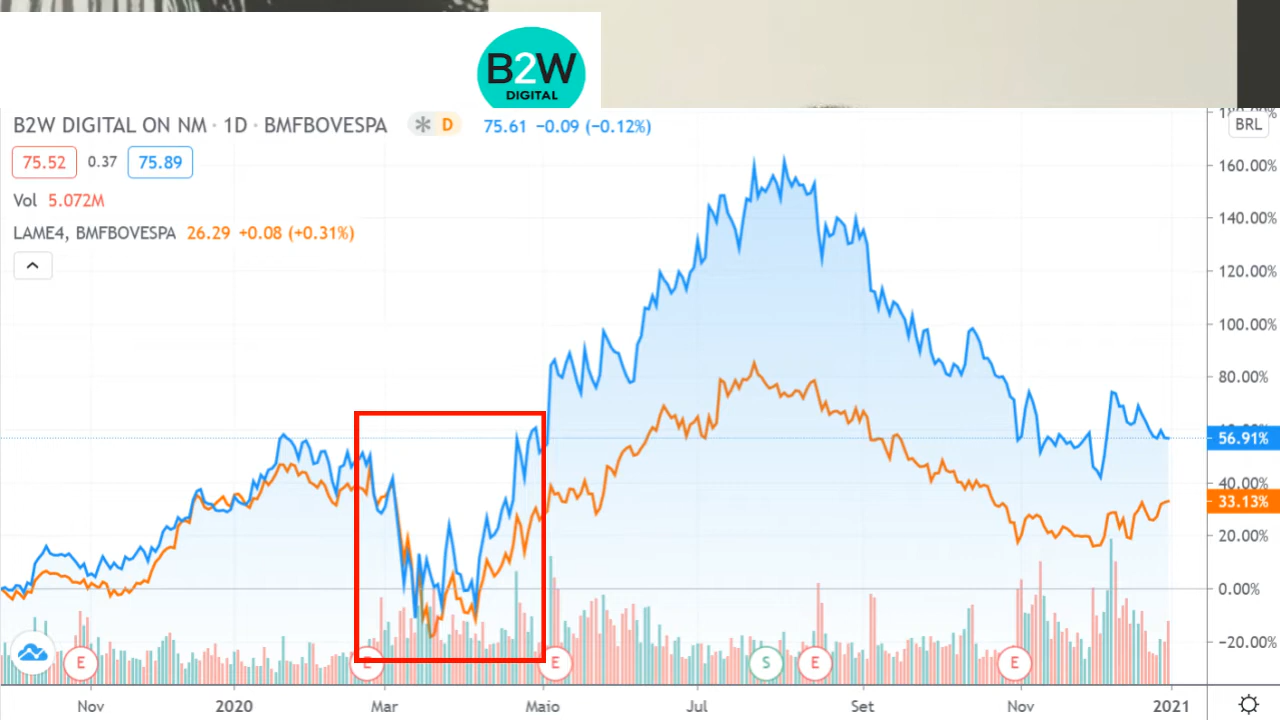 B2W
DIGITAL
B2W DIGITAL ON NM · 1D · BMFBOVESPA D 75.61 −0.09 (−0.12%)
BRL
75.52 0.37 75.89
160.00%
Vol 5.072M
140.00%
LAME4, BMFBOVESPA 26.29 +0.08 (+0.31%)
120.00%
100.00%
80.00%
56.91%
40.00%
33.13%
20.00%
0.00%
−20.00%
E E E S E E
Nov 2020 Mar Maio Jul Set Nov 2021